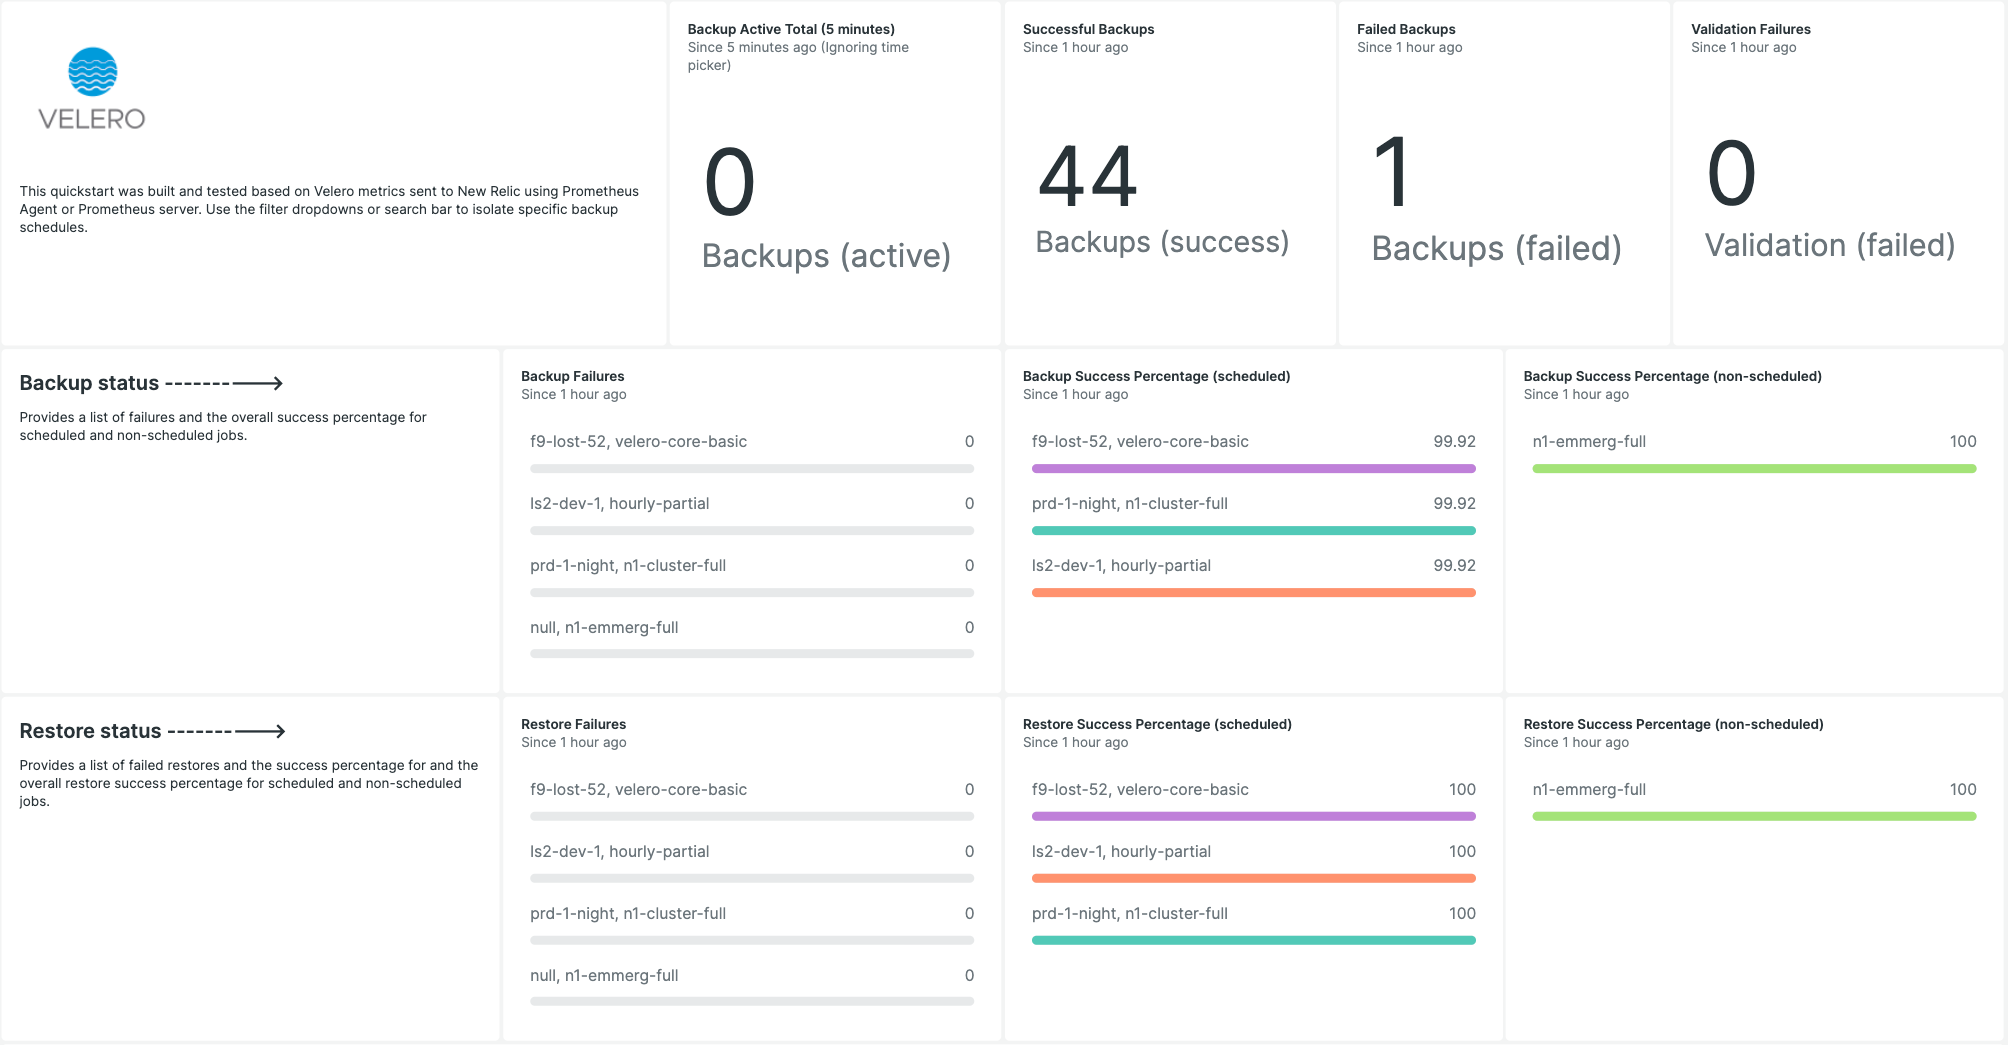 VELERO
This quickstart was built and tested based on Velero metrics sent to New Relic using Prometheus
Agent or Prometheus server. Use the filter dropdowns or search bar to isolate specific backup
schedules.
Backup Active Total (5 minutes)
Since 5 minutes ago (Ignoring time
picker)
0
Backups (active)
Successful Backups
Since 1 hour ago
44
Backups (success)
Failed Backups
Since 1 hour ago
1
Backups (failed)
Validation Failures
Since 1 hour ago
0
Validation (failed)
Backup status ------->
Provides a list of failures and the overall success percentage for
scheduled and non-scheduled jobs.
Backup Failures
Since 1 hour ago
f9-lost-52, velero-core-basic 0
ls2-dev-1, hourly-partial 0
prd-1-night, n1-cluster-full 0
null, n1-emmerg-full 0
Backup Success Percentage (scheduled)
Since 1 hour ago
f9-lost-52, velero-core-basic 99.92
prd-1-night, n1-cluster-full 99.92
ls2-dev-1, hourly-partial 99.92
Backup Success Percentage (non-scheduled)
Since 1 hour ago
n1-emmerg-full 100
Restore status ------->
Provides a list of failed restores and the success percentage for and the
overall restore success percentage for scheduled and non-scheduled
jobs.
Restore Failures
Since 1 hour ago
f9-lost-52, velero-core-basic 0
ls2-dev-1, hourly-partial 0
prd-1-night, n1-cluster-full 0
null, n1-emmerg-full 0
Restore Success Percentage (scheduled)
Since 1 hour ago
f9-lost-52, velero-core-basic 100
ls2-dev-1, hourly-partial 100
prd-1-night, n1-cluster-full 100
Restore Success Percentage (non-scheduled)
Since 1 hour ago
n1-emmerg-full 100